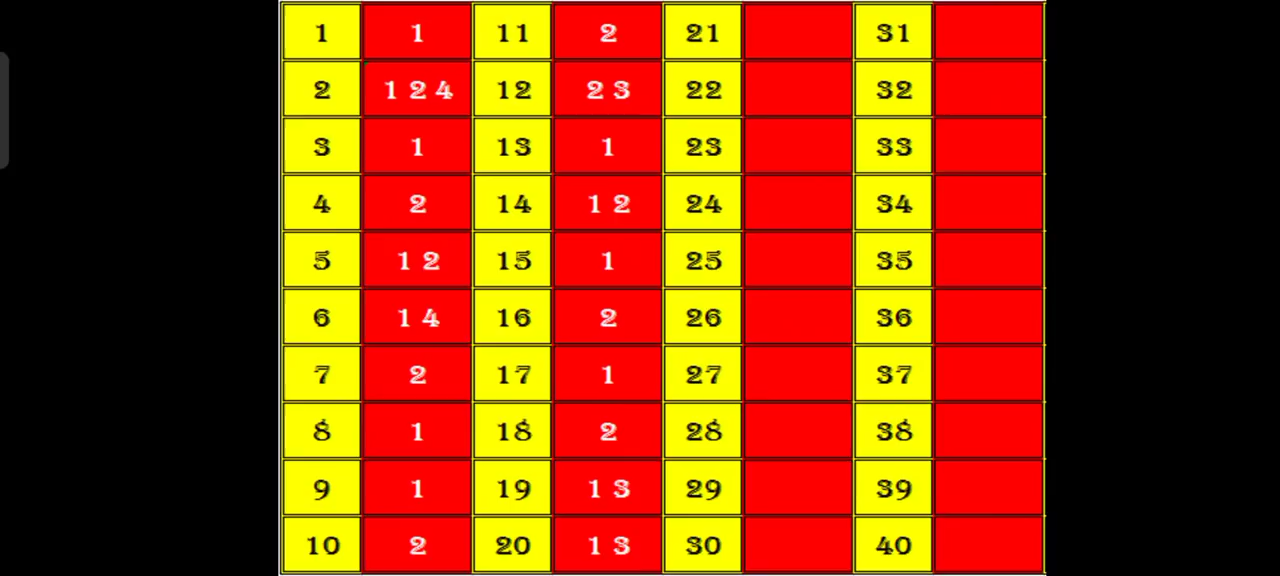 1 1 11 2 21 31
2 1 2 4 12 2 3 22 32
3 1 13 1 23 33
4 2 14 1 2 24 34
5 1 2 15 1 25 35
6 1 4 16 2 26 36
7 2 17 1 27 37
8 1 18 2 28 38
9 1 19 1 3 29 39
10 2 20 1 3 30 40